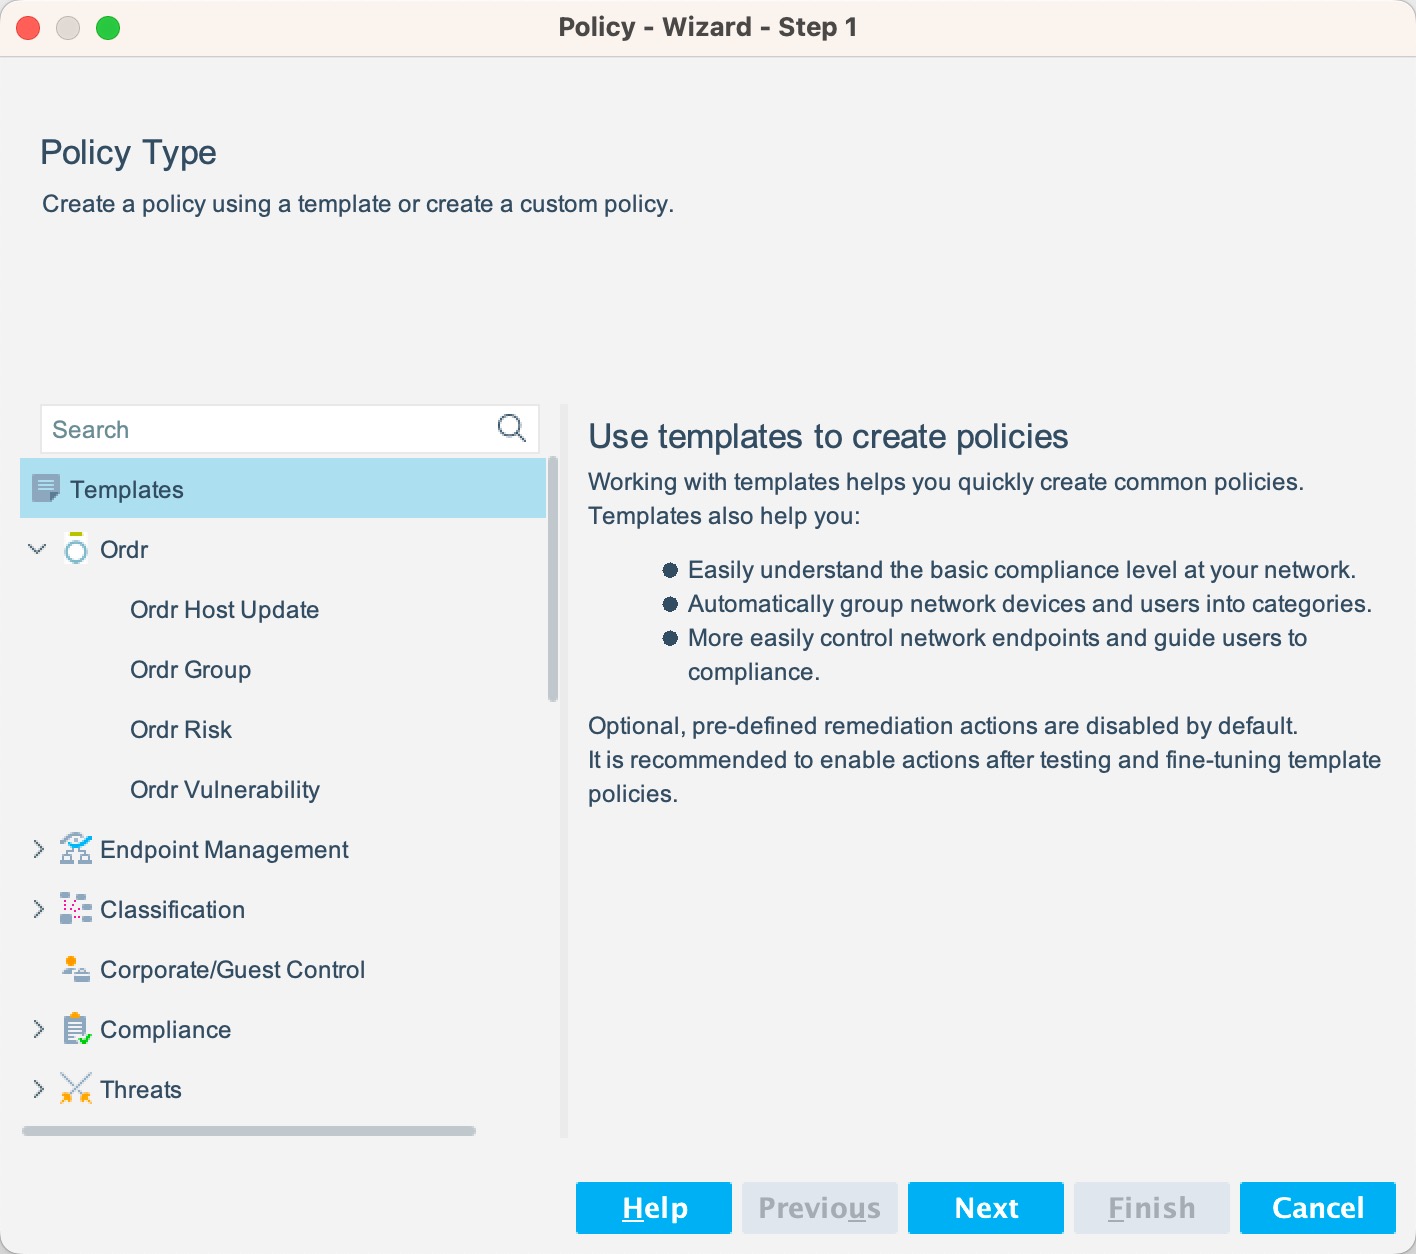 Policy - Wizard - Step 1
Policy Type
Create a policy using a template or create a custom policy.
Search
Templates
Ordr
Ordr Host Update
Ordr Group
Ordr Risk
Ordr Vulnerability
Endpoint Management
Classification
Corporate/Guest Control
Compliance
Threats
Use templates to create policies
Working with templates helps you quickly create common policies.
Templates also help you:
Easily understand the basic compliance level at your network.
Automatically group network devices and users into categories.
More easily control network endpoints and guide users to
compliance.
Optional, pre-defined remediation actions are disabled by default.
It is recommended to enable actions after testing and fine-tuning template
policies.
Help
Previous
Next
Finish
Cancel